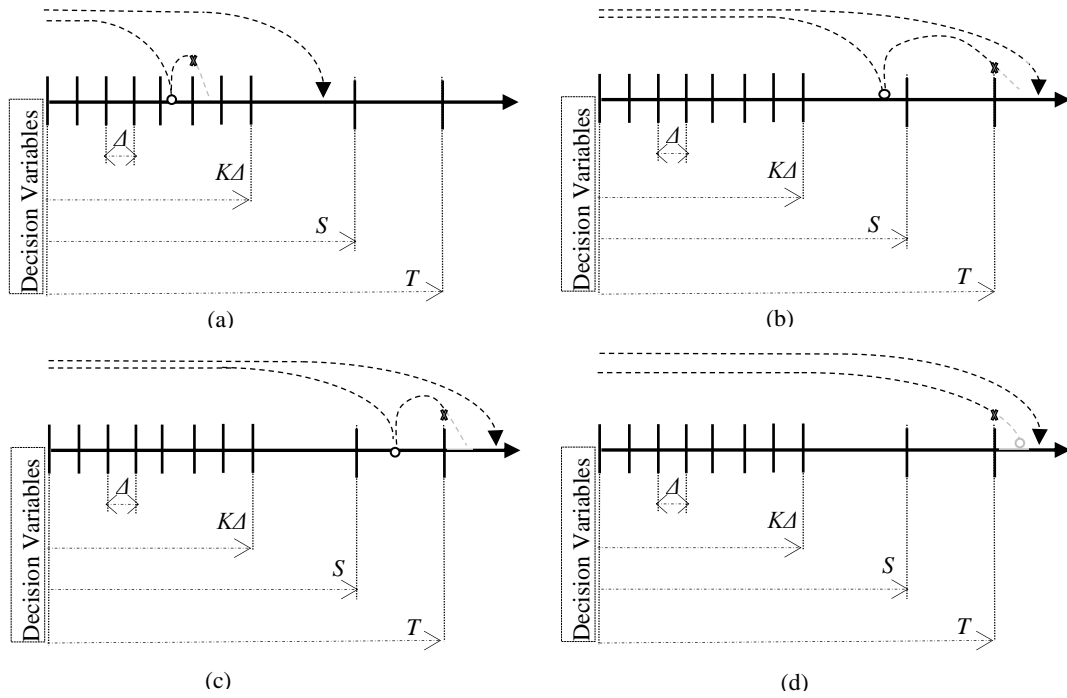 Decision Variables
Δ
KΔ
S
T
(a)
Decision Variables
Δ
KΔ
S
T
(b)
Decision Variables
Δ
KΔ
S
T
(c)
Decision Variables
Δ
KΔ
S
T
(d)